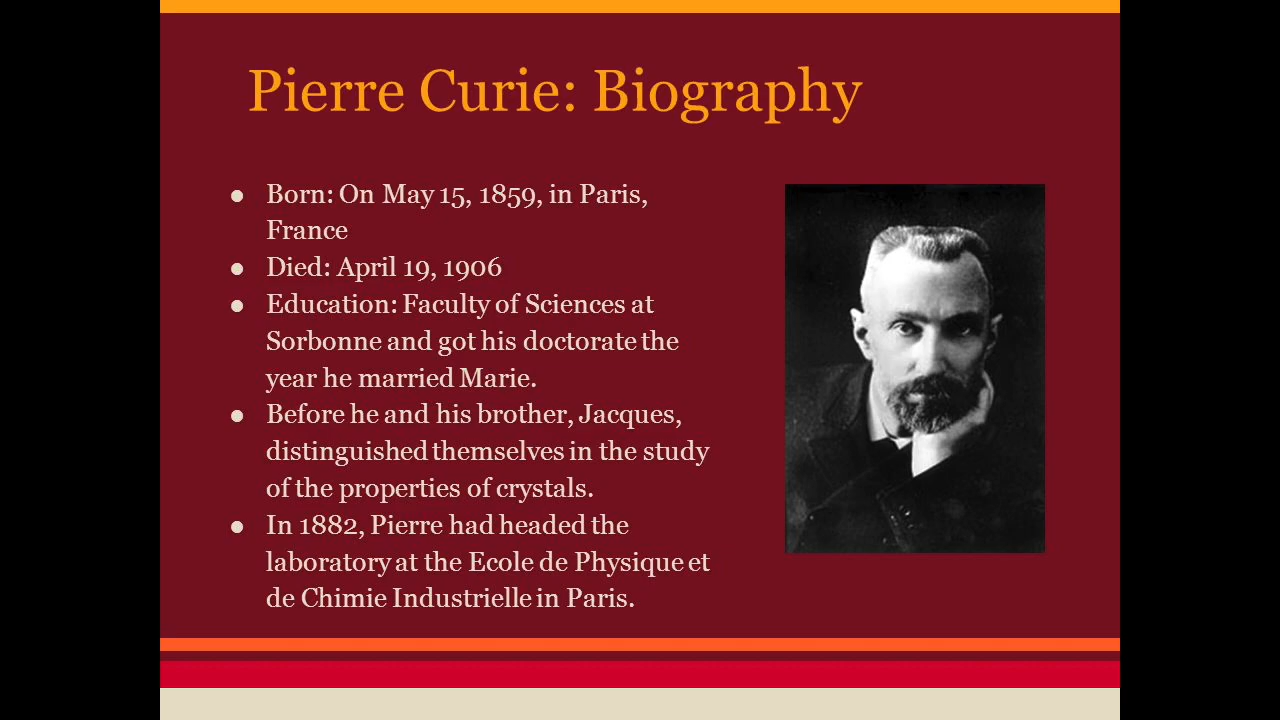 Pierre Curie: Biography
● Born: On May 15, 1859, in Paris,
France
● Died: April 19, 1906
● Education: Faculty of Sciences at
Sorbonne and got his doctorate the
year he married Marie.
● Before he and his brother, Jacques,
distinguished themselves in the study
of the properties of crystals.
● In 1882, Pierre had headed the
laboratory at the Ecole de Physique et
de Chimie Industrielle in Paris.